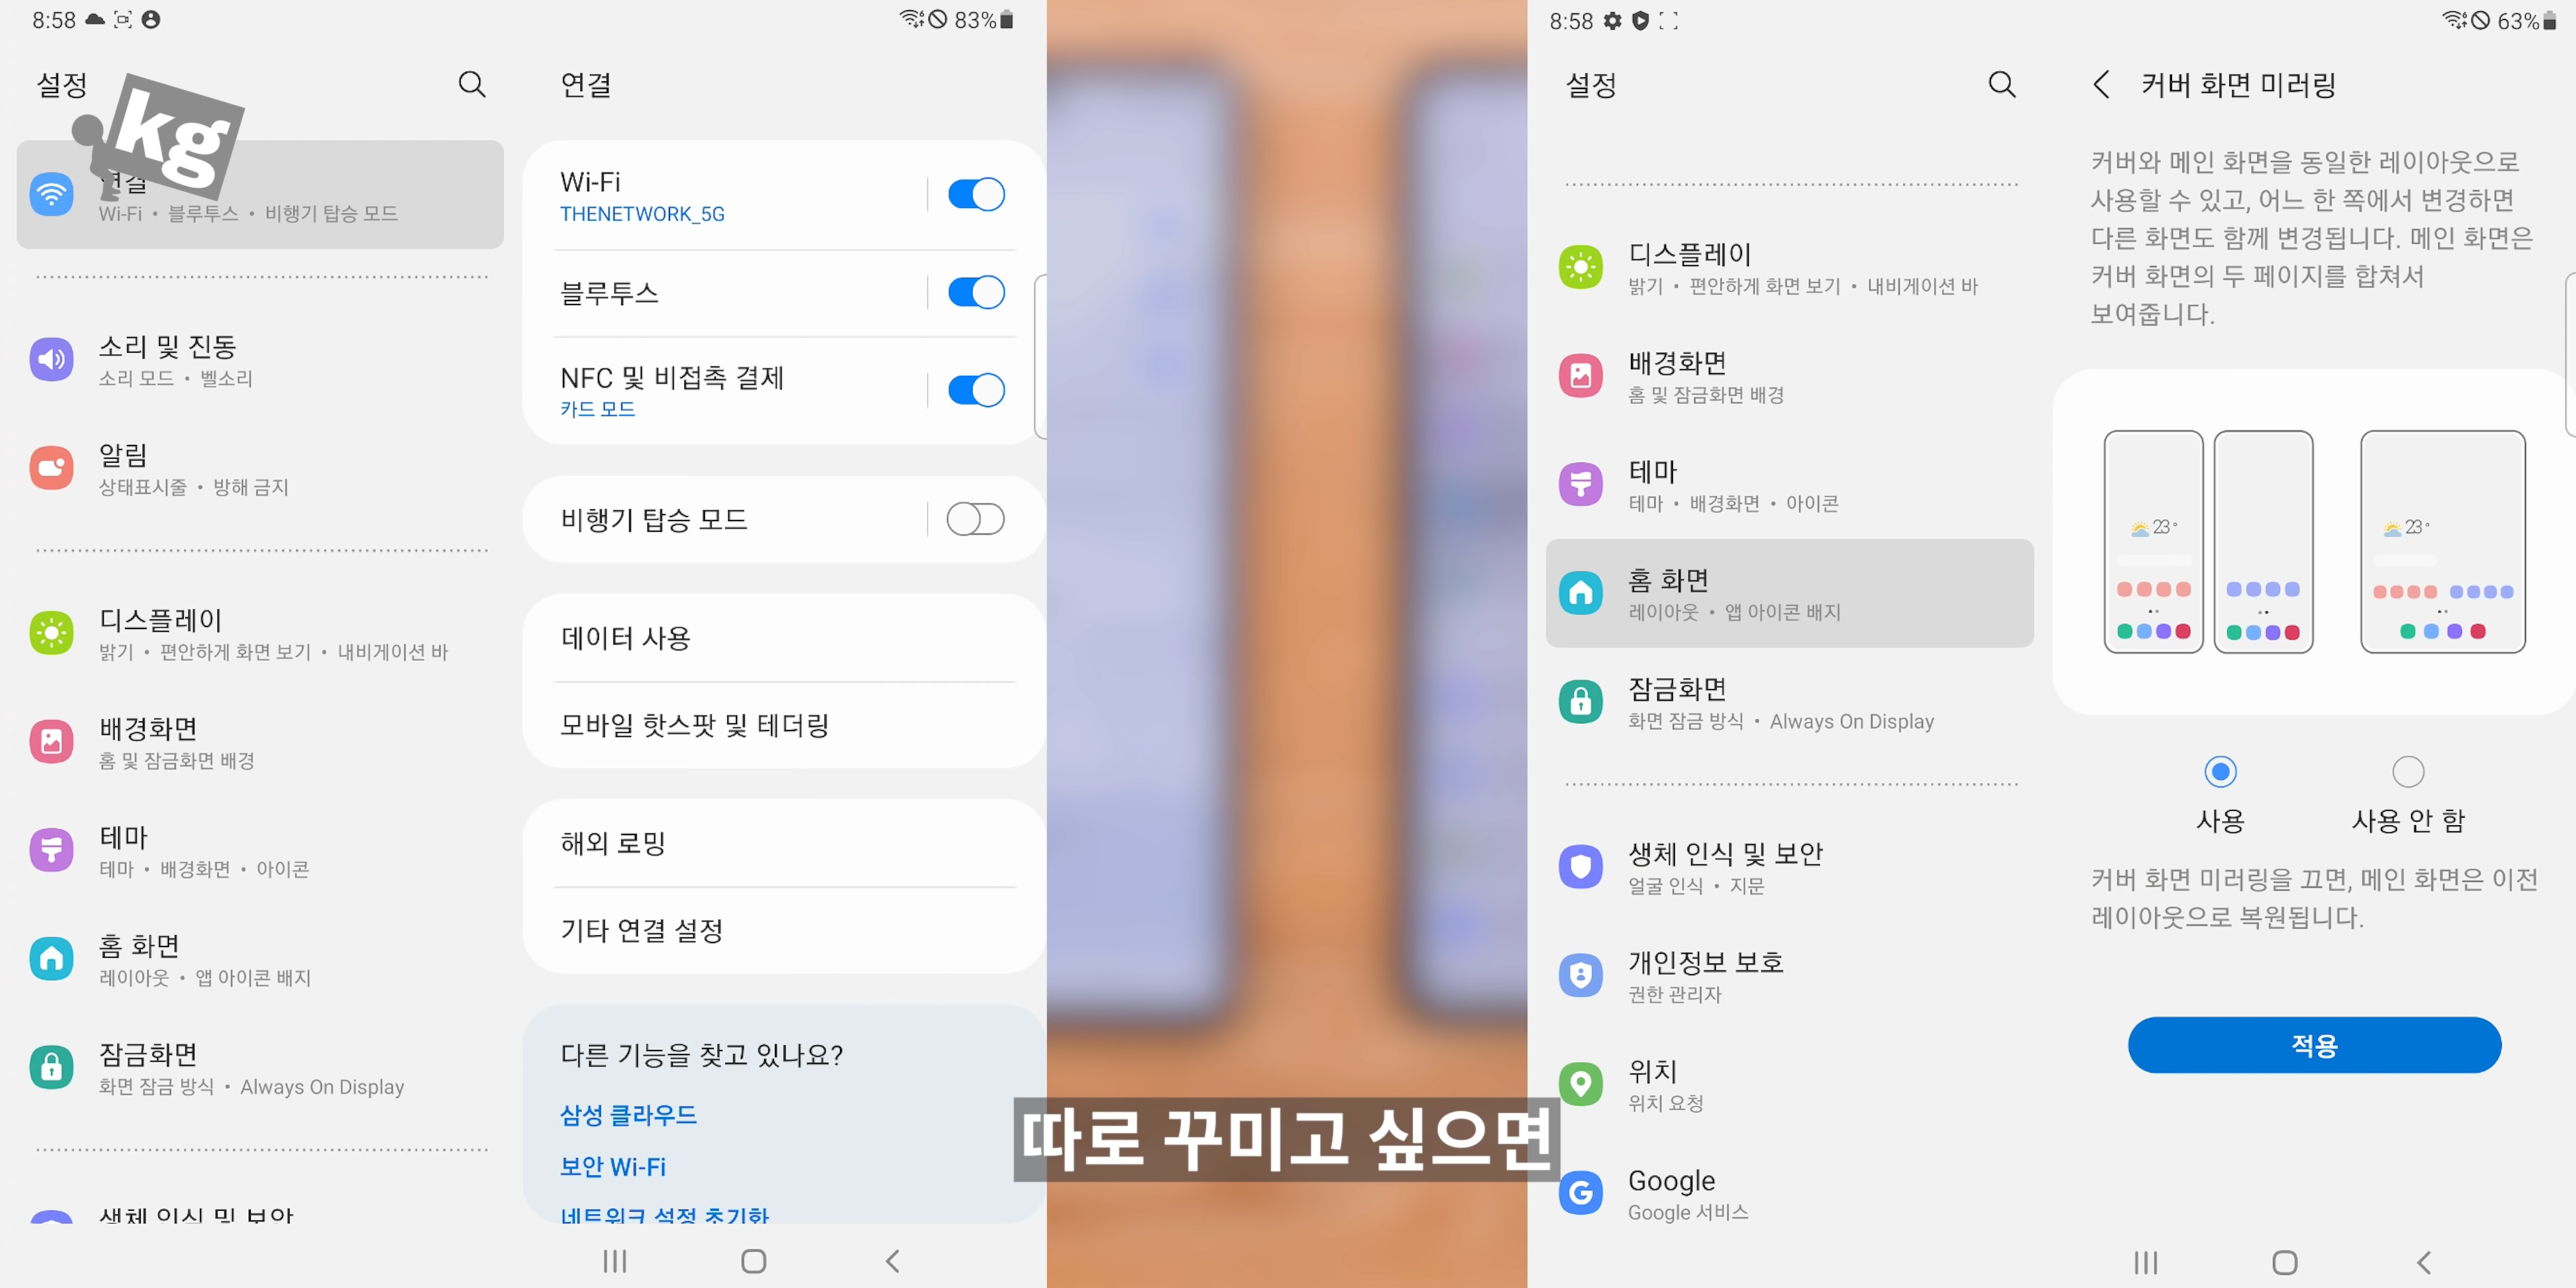 8:58
83%
설정
kg
연결
Wi-Fi • 블루투스 • 비행기 탑승 모드
소리 및 진동
소리 모드 • 벨소리
알림
상태표시줄 • 방해 금지
디스플레이
밝기 • 편안하게 화면 보기 • 내비게이션 바
배경화면
홈 및 잠금화면 배경
테마
테마 • 배경화면 • 아이콘
홈 화면
레이아웃 • 앱 아이콘 배지
잠금화면
화면 잠금 방식 • Always On Display
생체 인식 및 보안
연결
Wi-Fi
THENETWORK_5G
블루투스
NFC 및 비접촉 결제
카드 모드
비행기 탑승 모드
데이터 사용
모바일 핫스팟 및 테더링
해외 로밍
기타 연결 설정
다른 기능을 찾고 있나요?
삼성 클라우드
보안 Wi-Fi
네트워크 설정 초기화
따로 꾸미고 싶으면
8:58
63%
설정
디스플레이
밝기 • 편안하게 화면 보기 • 내비게이션 바
배경화면
홈 및 잠금화면 배경
테마
테마 • 배경화면 • 아이콘
홈 화면
레이아웃 • 앱 아이콘 배지
잠금화면
화면 잠금 방식 • Always On Display
생체 인식 및 보안
얼굴 인식 • 지문
개인정보 보호
권한 관리자
위치
위치 요청
Google
Google 서비스
커버 화면 미러링
커버와 메인 화면을 동일한 레이아웃으로
사용할 수 있고, 어느 한 쪽에서 변경하면
다른 화면도 함께 변경됩니다. 메인 화면은
커버 화면의 두 페이지를 합쳐서
보여줍니다.
23°
23°
사용
사용 안 함
커버 화면 미러링을 끄면, 메인 화면은 이전
레이아웃으로 복원됩니다.
적용